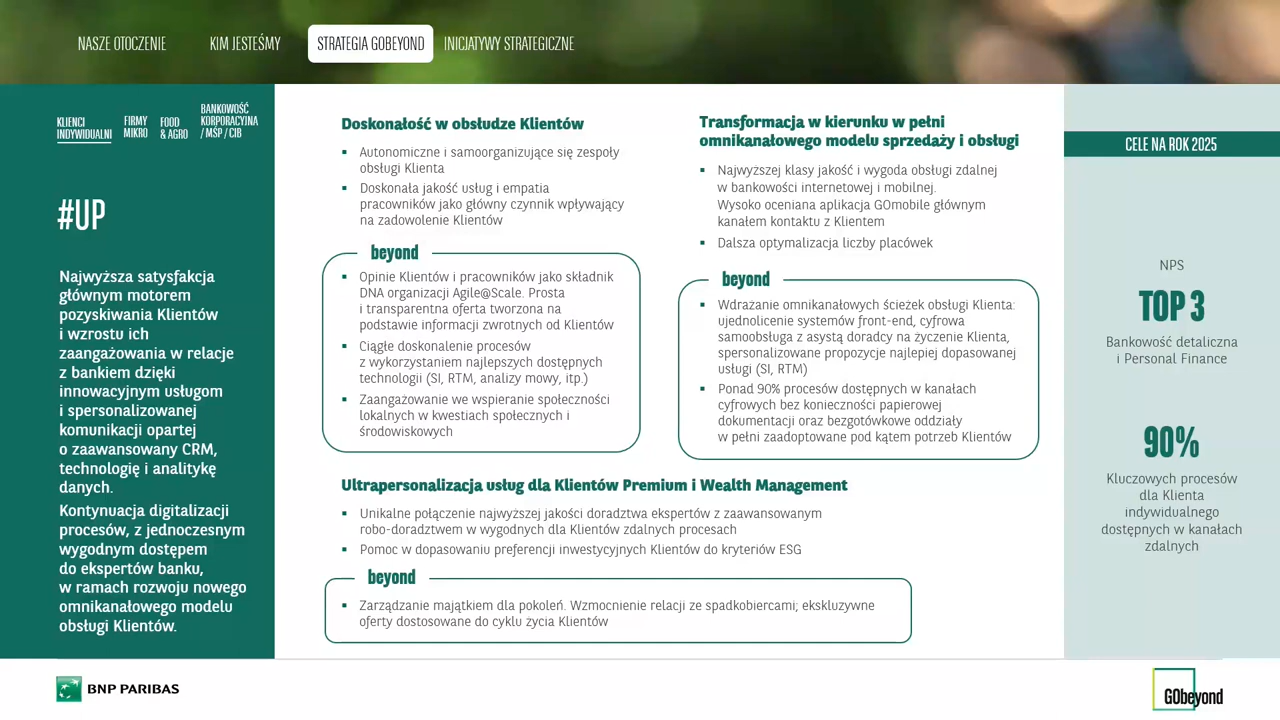 NASZE OTOCZENIE
KIM JESTEŚMY
STRATEGIA GOBEYOND
INICJATYWY STRATEGICZNE
KLIENCI
INDYWIDUALNI
FIRMY
MIKRO
FOOD
& AGRO
BANKOWOŚĆ
KORPORACYJNA
/ MŚP / CIB
#UP
Najwyższa satysfakcja
głównym motorem
pozyskiwania Klientów
i wzrostu ich
zaangażowania w relacje
z bankiem dzięki
innowacyjnym usługom
i spersonalizowanej
komunikacji opartej
o zaawansowany CRM,
technologię i analitykę
danych.
Kontynuacja digitalizacji
procesów, z jednoczesnym
wygodnym dostępem
do ekspertów banku,
w ramach rozwoju nowego
omnikanałowego modelu
obsługi Klientów.
Doskonałość w obsłudze Klientów
▪ Autonomiczne i samoorganizujące się zespoły
obsługi Klienta
▪ Doskonała jakość usług i empatia
pracowników jako główny czynnik wpływający
na zadowolenie Klientów
beyond
▪ Opinie Klientów i pracowników jako składnik
DNA organizacji Agile@Scale. Prosta
i transparentna oferta tworzona na
podstawie informacji zwrotnych od Klientów
▪ Ciągłe doskonalenie procesów
z wykorzystaniem najlepszych dostępnych
technologii (SI, RTM, analizy mowy, itp.)
▪ Zaangażowanie we wspieranie społeczności
lokalnych w kwestiach społecznych i
środowiskowych
Transformacja w kierunku w pełni
omnikanałowego modelu sprzedaży i obsługi
▪ Najwyższej klasy jakość i wygoda obsługi zdalnej
w bankowości internetowej i mobilnej.
Wysoko oceniana aplikacja GOmobile głównym
kanałem kontaktu z Klientem
▪ Dalsza optymalizacja liczby placówek
beyond
▪ Wdrażanie omnikanałowych ścieżek obsługi Klienta:
ujednolicenie systemów front-end, cyfrowa
samoobsługa z asystą doradcy na życzenie Klienta,
spersonalizowane propozycje najlepiej dopasowanej
usługi (SI, RTM)
▪ Ponad 90% procesów dostępnych w kanałach
cyfrowych bez konieczności papierowej
dokumentacji oraz bezgotówkowe oddziały
w pełni zaadoptowane pod kątem potrzeb Klientów
Ultrapersonalizacja usług dla Klientów Premium i Wealth Management
▪ Unikalne połączenie najwyższej jakości doradztwa ekspertów z zaawansowanym
robo-doradztwem w wygodnych dla Klientów zdalnych procesach
▪ Pomoc w dopasowaniu preferencji inwestycyjnych Klientów do kryteriów ESG
beyond
▪ Zarządzanie majątkiem dla pokoleń. Wzmocnienie relacji ze spadkobiercami; ekskluzywne
oferty dostosowane do cyklu życia Klientów
CELE NA ROK 2025
NPS
TOP 3
Bankowość detaliczna
i Personal Finance
90%
Kluczowych procesów
dla Klienta
indywidualnego
dostępnych w kanałach
zdalnych
BNP PARIBAS
GObeyond